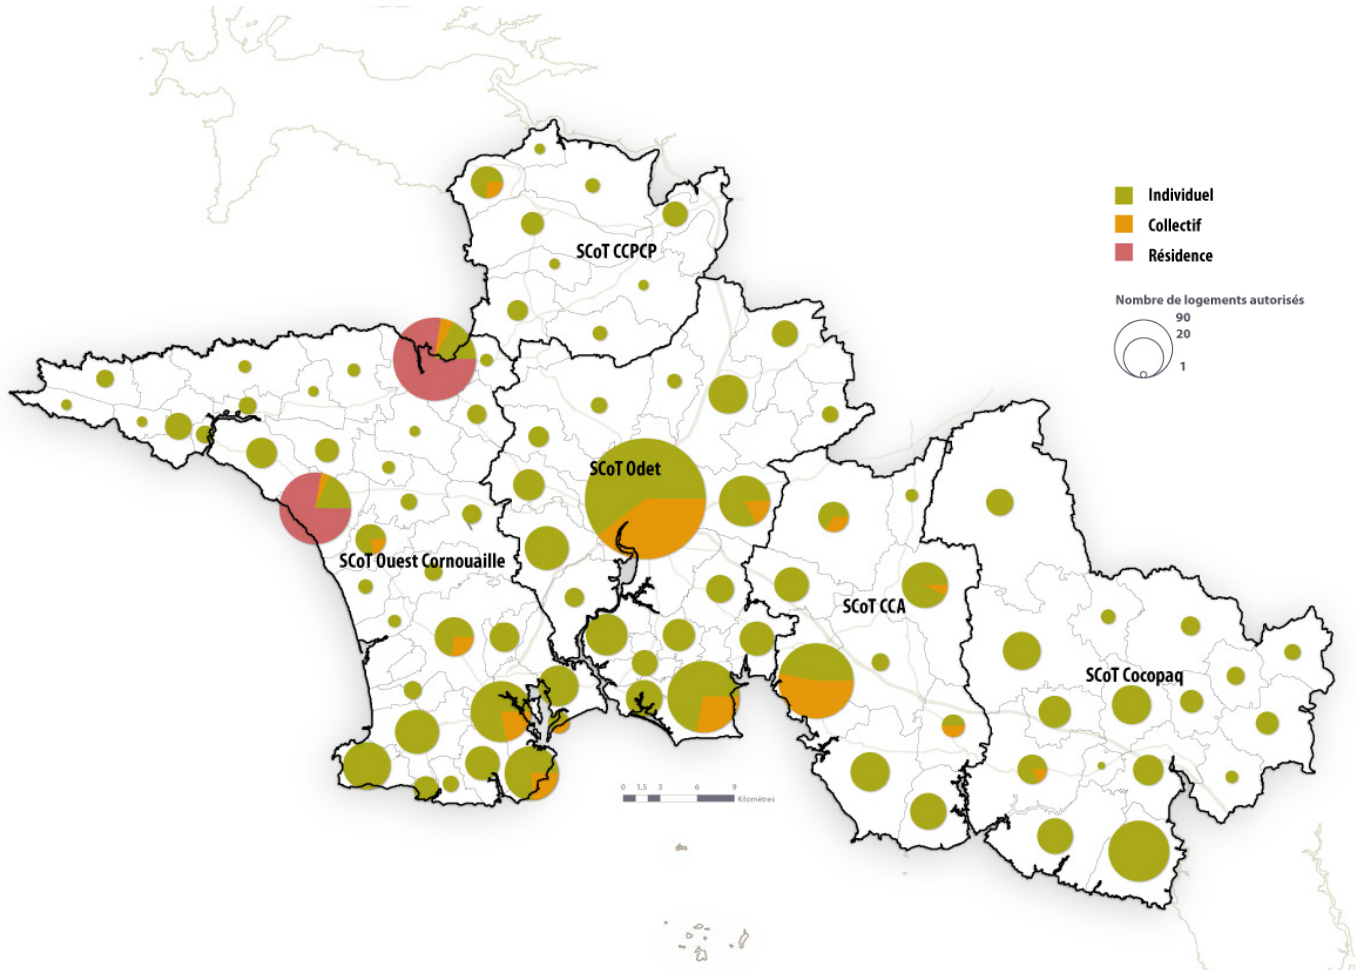 Individuel
Collectif
Résidence
Nombre de logements autorisés
90
20
1
SCoT CCPCP
SCoT Odet
SCoT Ouest Cornouaille
SCoT CCA
SCoT Cocopaq
0 1,5 3 6 9
Kilomètres